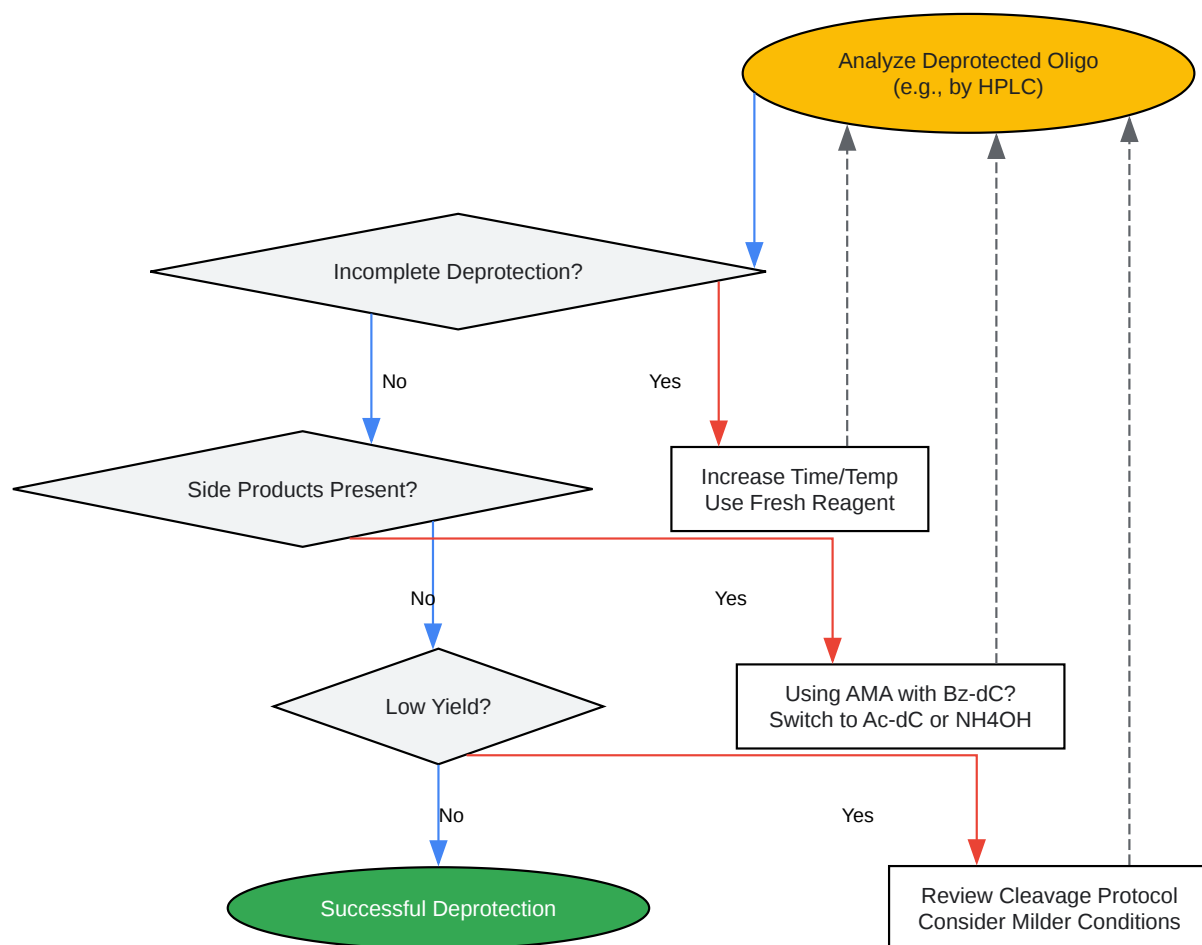 Analyze Deprotected Oligo
(e.g., by HPLC)
Incomplete Deprotection?
No
Yes
Side Products Present?
Increase Time/Temp
Use Fresh Reagent
No
Yes
Low Yield?
Using AMA with Bz-dC?
Switch to Ac-dC or NH4OH
No
Yes
Successful Deprotection
Review Cleavage Protocol
Consider Milder Conditions